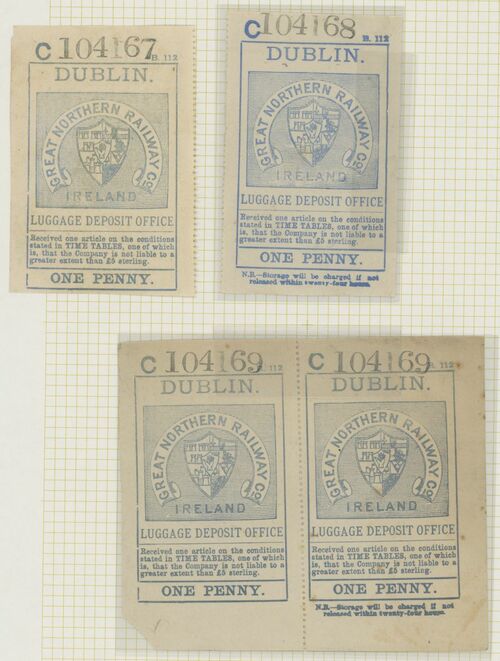 C 104167 B. 112
DUBLIN.
GREAT NORTHERN RAILWAY Co.
IRELAND
LUGGAGE DEPOSIT OFFICE
Received one article on the conditions
stated in TIME TABLES, one of which
is, that the Company is not liable to a
greater extent than £5 sterling.
ONE PENNY.
C 104168 B. 112
DUBLIN.
GREAT NORTHERN RAILWAY Co.
IRELAND
LUGGAGE DEPOSIT OFFICE
Received one article on the conditions
stated in TIME TABLES, one of which
is, that the Company is not liable to a
greater extent than £5 sterling.
ONE PENNY.
N.B.—Storage will be charged if not
released within twenty-four hours.
C 104169 B. 112
DUBLIN.
GREAT NORTHERN RAILWAY Co.
IRELAND
LUGGAGE DEPOSIT OFFICE
Received one article on the conditions
stated in TIME TABLES, one of which
is, that the Company is not liable to a
greater extent than £5 sterling.
ONE PENNY.
C 104169 B. 112
DUBLIN.
GREAT NORTHERN RAILWAY Co.
IRELAND
LUGGAGE DEPOSIT OFFICE
Received one article on the conditions
stated in TIME TABLES, one of which
is, that the Company is not liable to a
greater extent than £5 sterling.
ONE PENNY.
N.B.—Storage will be charged if not
released within twenty-four hours.